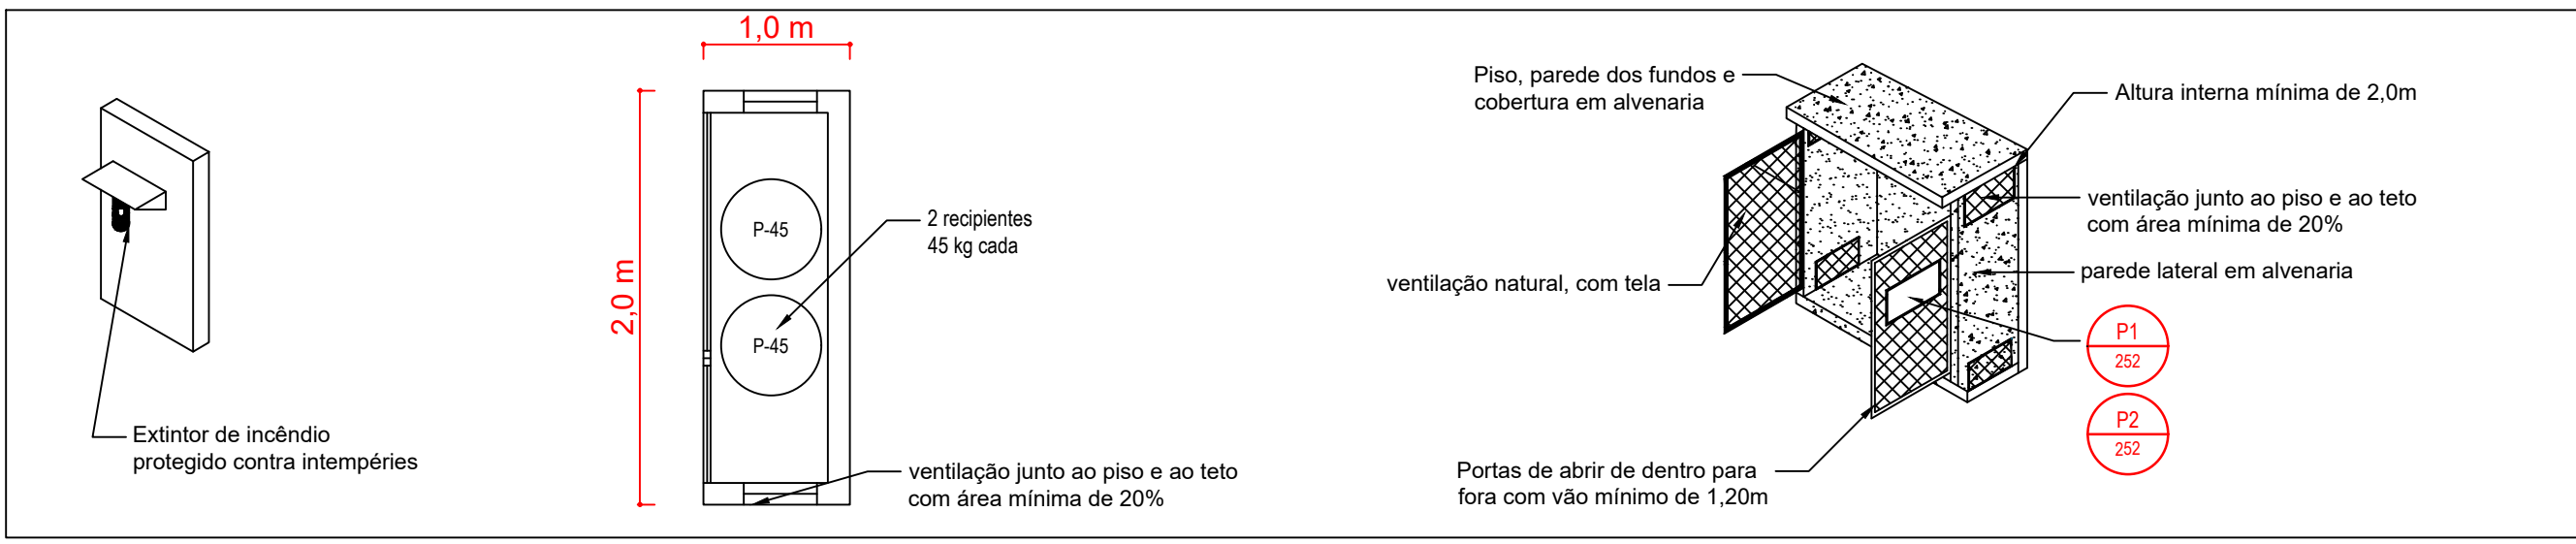 Extintor de incêndio
protegido contra intempéries
1,0 m
2,0 m
P-45
P-45
2 recipientes
45 kg cada
ventilação junto ao piso e ao teto
com área mínima de 20%
Piso, parede dos fundos e
cobertura em alvenaria
ventilação natural, com tela
Portas de abrir de dentro para
fora com vão mínimo de 1,20m
Altura interna mínima de 2,0m
ventilação junto ao piso e ao teto
com área mínima de 20%
parede lateral em alvenaria
P1
252
P2
252